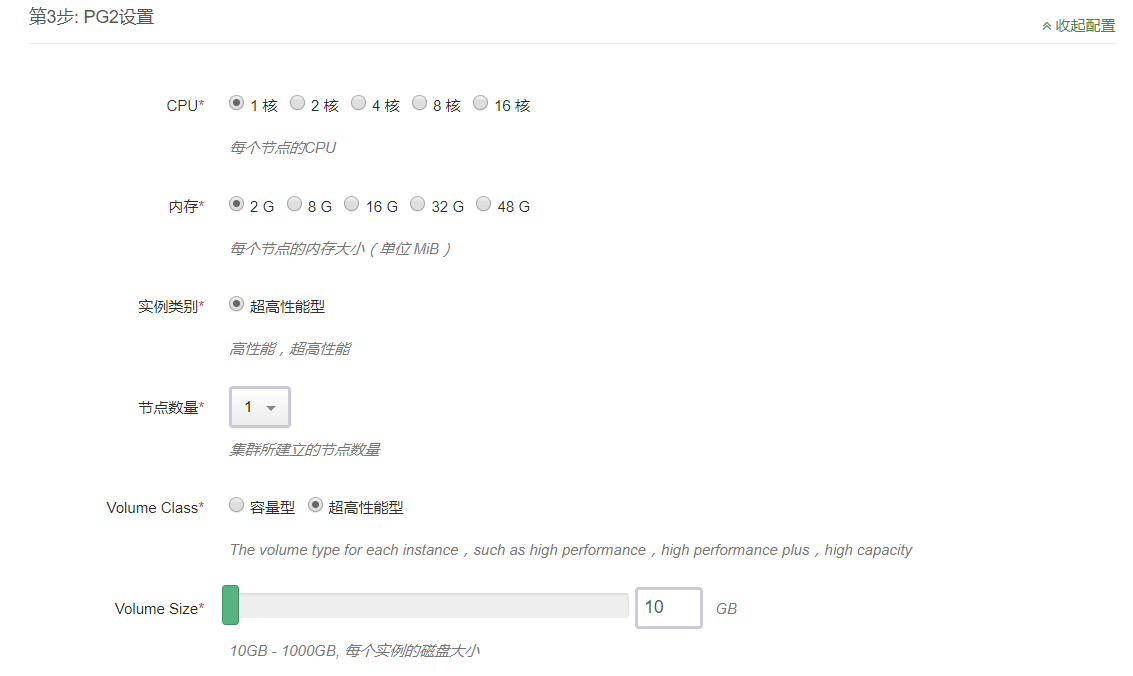 第3步: PG2设置
收起配置
CPU* 1 核 2 核 4 核 8 核 16 核
每个节点的CPU
内存* 2 G 8 G 16 G 32 G 48 G
每个节点的内存大小（单位 MiB）
实例类别* 超高性能型
高性能，超高性能
节点数量* 1
集群所建立的节点数量
Volume Class* 容量型 超高性能型
The volume type for each instance，such as high performance，high performance plus，high capacity
Volume Size* 10 GB
10GB - 1000GB, 每个实例的磁盘大小